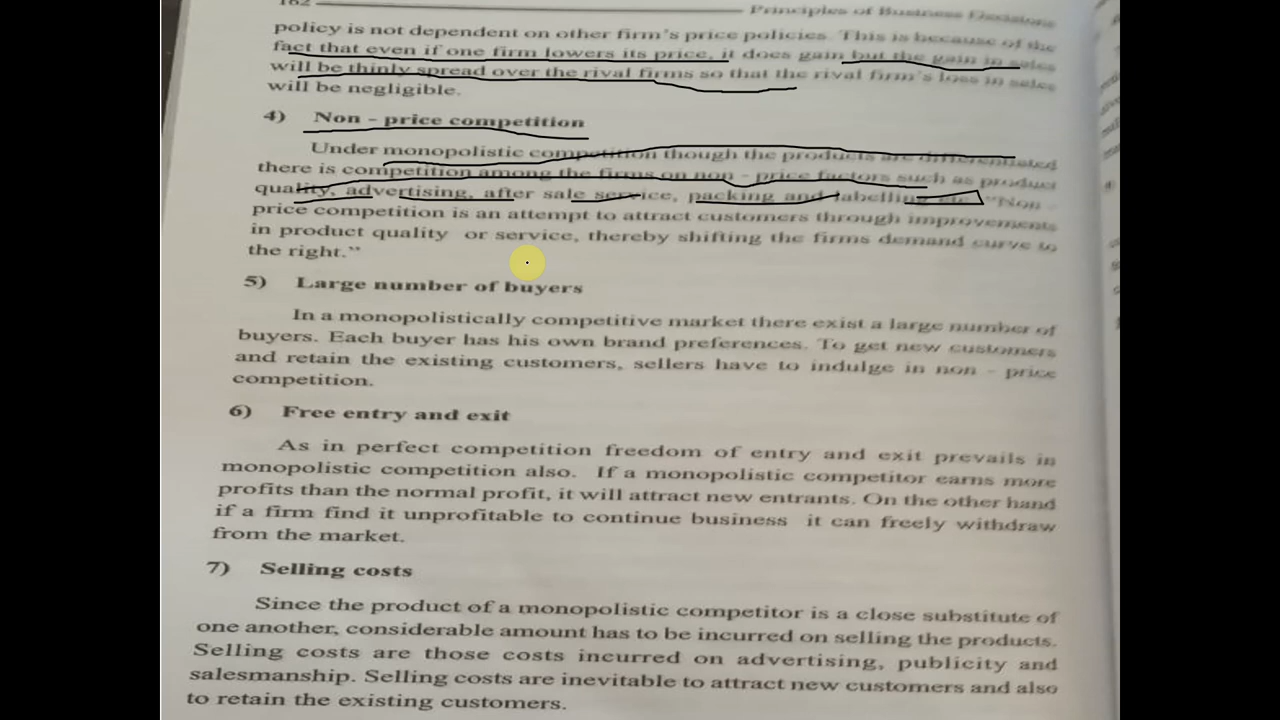 162 Principles of Business Decisions
policy is not dependent on other firm's price policies. This is because of the
fact that even if one firm lowers its price, it does gain but the gain in sales
will be thinly spread over the rival firms so that the rival firm's loss in sales
will be negligible.
4) Non - price competition
Under monopolistic competition though the products are differentiated
there is competition among the firms on non - price factors such as product
quality, advertising, after sale service, packing and labelling etc. "Non -
price competition is an attempt to attract customers through improvements
in product quality or service, thereby shifting the firms demand curve to
the right."
5) Large number of buyers
In a monopolistically competitive market there exist a large number of
buyers. Each buyer has his own brand preferences. To get new customers
and retain the existing customers, sellers have to indulge in non - price
competition.
6) Free entry and exit
As in perfect competition freedom of entry and exit prevails in
monopolistic competition also. If a monopolistic competitor earns more
profits than the normal profit, it will attract new entrants. On the other hand
if a firm find it unprofitable to continue business it can freely withdraw
from the market.
7) Selling costs
Since the product of a monopolistic competitor is a close substitute of
one another, considerable amount has to be incurred on selling the products.
Selling costs are those costs incurred on advertising, publicity and
salesmanship. Selling costs are inevitable to attract new customers and also
to retain the existing customers.